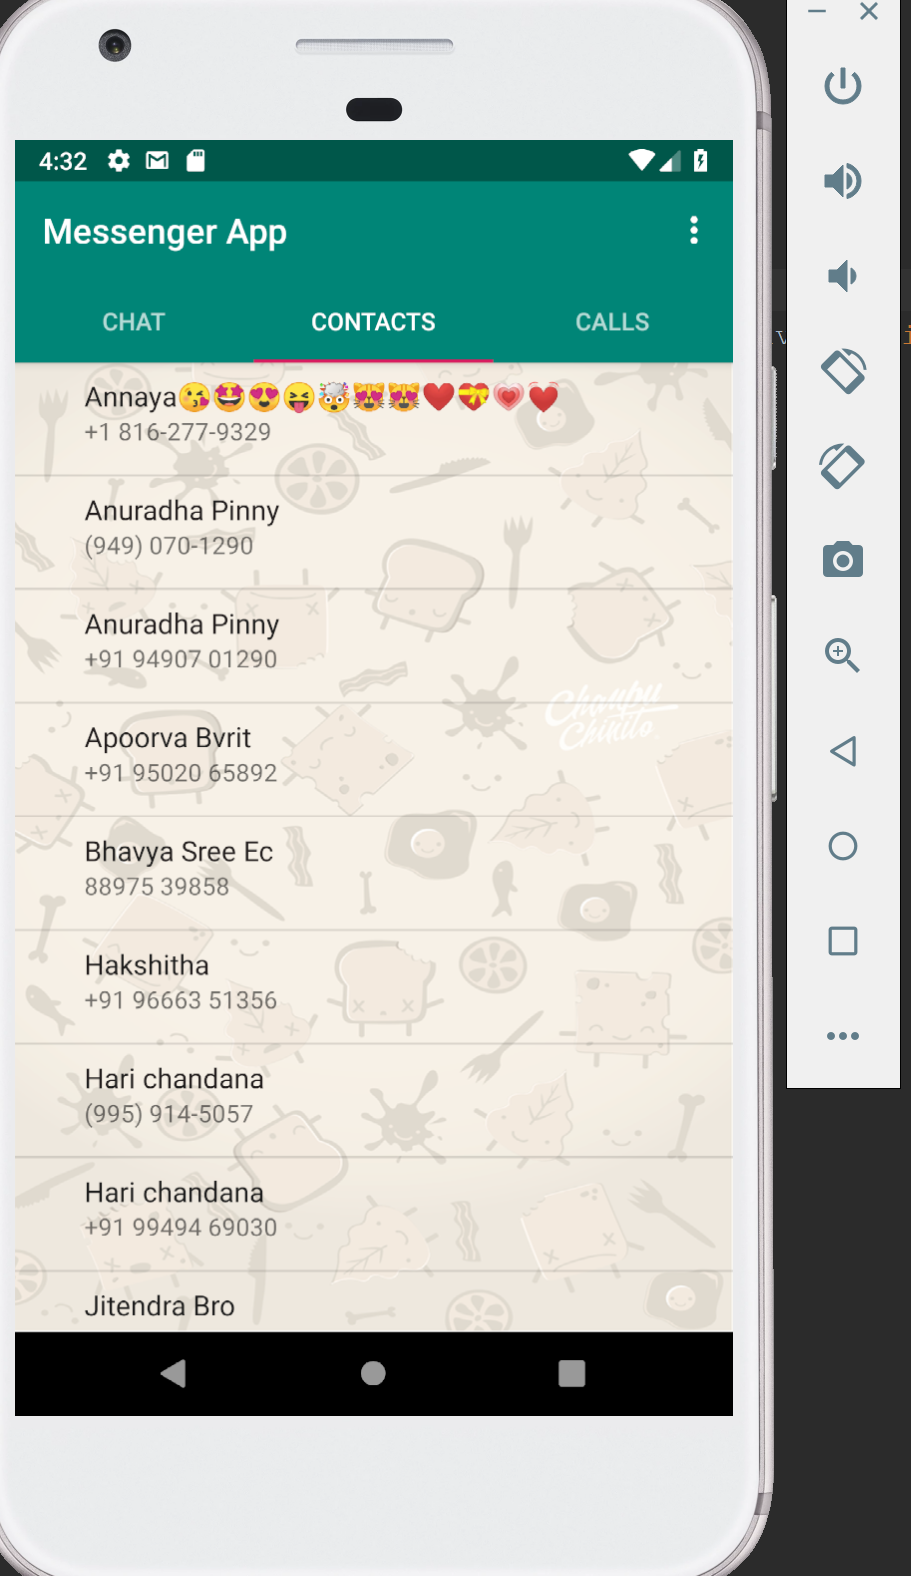 4:32
Messenger App
CHAT CONTACTS CALLS
Annaya😘🤩😍😝🤯😻😻❤️💝💗💓
+1 816-277-9329
Anuradha Pinny
(949) 070-1290
Anuradha Pinny
+91 94907 01290
Chumpy
Chinito
Apoorva Bvrit
+91 95020 65892
Bhavya Sree Ec
88975 39858
Hakshitha
+91 96663 51356
Hari chandana
(995) 914-5057
Hari chandana
+91 99494 69030
Jitendra Bro